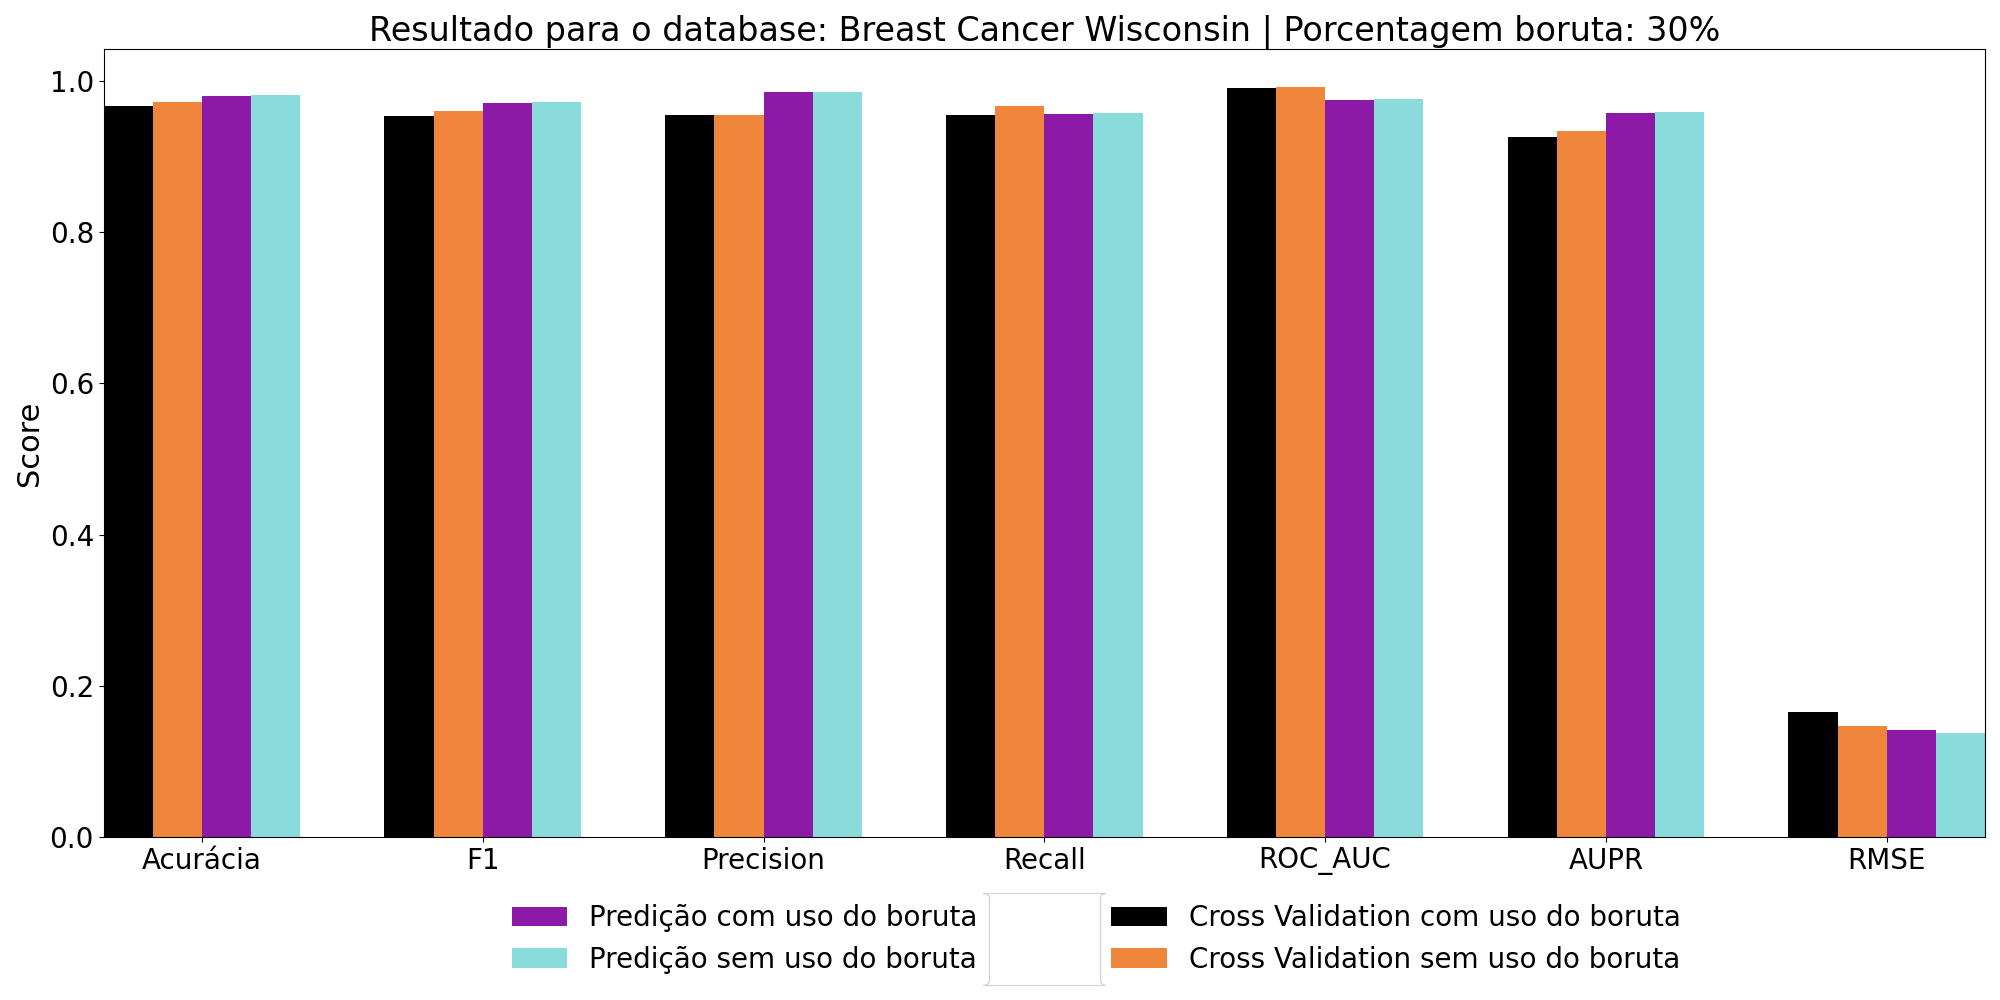 Resultado para o database: Breast Cancer Wisconsin | Porcentagem boruta: 30%
Score
1.0
0.8
0.6
0.4
0.2
0.0
Acurácia F1 Precision Recall ROC_AUC AUPR RMSE
Predição com uso do boruta
Predição sem uso do boruta
Cross Validation com uso do boruta
Cross Validation sem uso do boruta